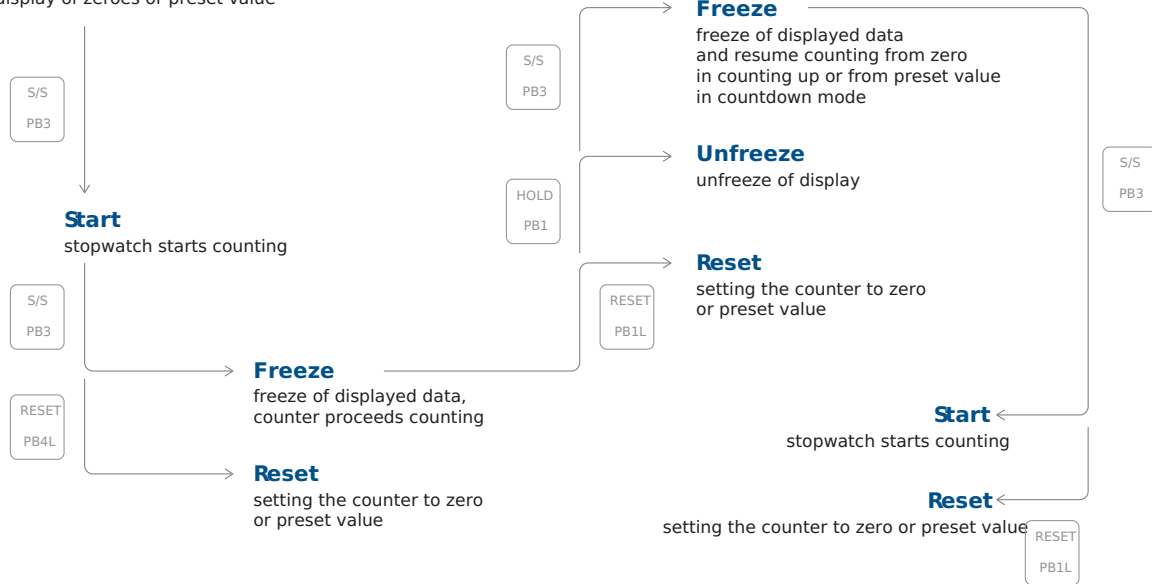 display of zeroes or preset value
S/S
PB3
Start
stopwatch starts counting
S/S
PB3
RESET
PB4L
Freeze
freeze of displayed data,
counter proceeds counting
Reset
setting the counter to zero
or preset value
S/S
PB3
HOLD
PB1
RESET
PB1L
Freeze
freeze of displayed data
and resume counting from zero
in counting up or from preset value
in countdown mode
Unfreeze
unfreeze of display
Reset
setting the counter to zero
or preset value
S/S
PB3
Start
stopwatch starts counting
Reset
setting the counter to zero or preset value
RESET
PB1L